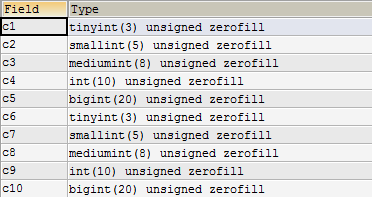 Field Type
c1 tinyint(3) unsigned zerofill
c2 smallint(5) unsigned zerofill
c3 mediumint(8) unsigned zerofill
c4 int(10) unsigned zerofill
c5 bigint(20) unsigned zerofill
c6 tinyint(3) unsigned zerofill
c7 smallint(5) unsigned zerofill
c8 mediumint(8) unsigned zerofill
c9 int(10) unsigned zerofill
c10 bigint(20) unsigned zerofill